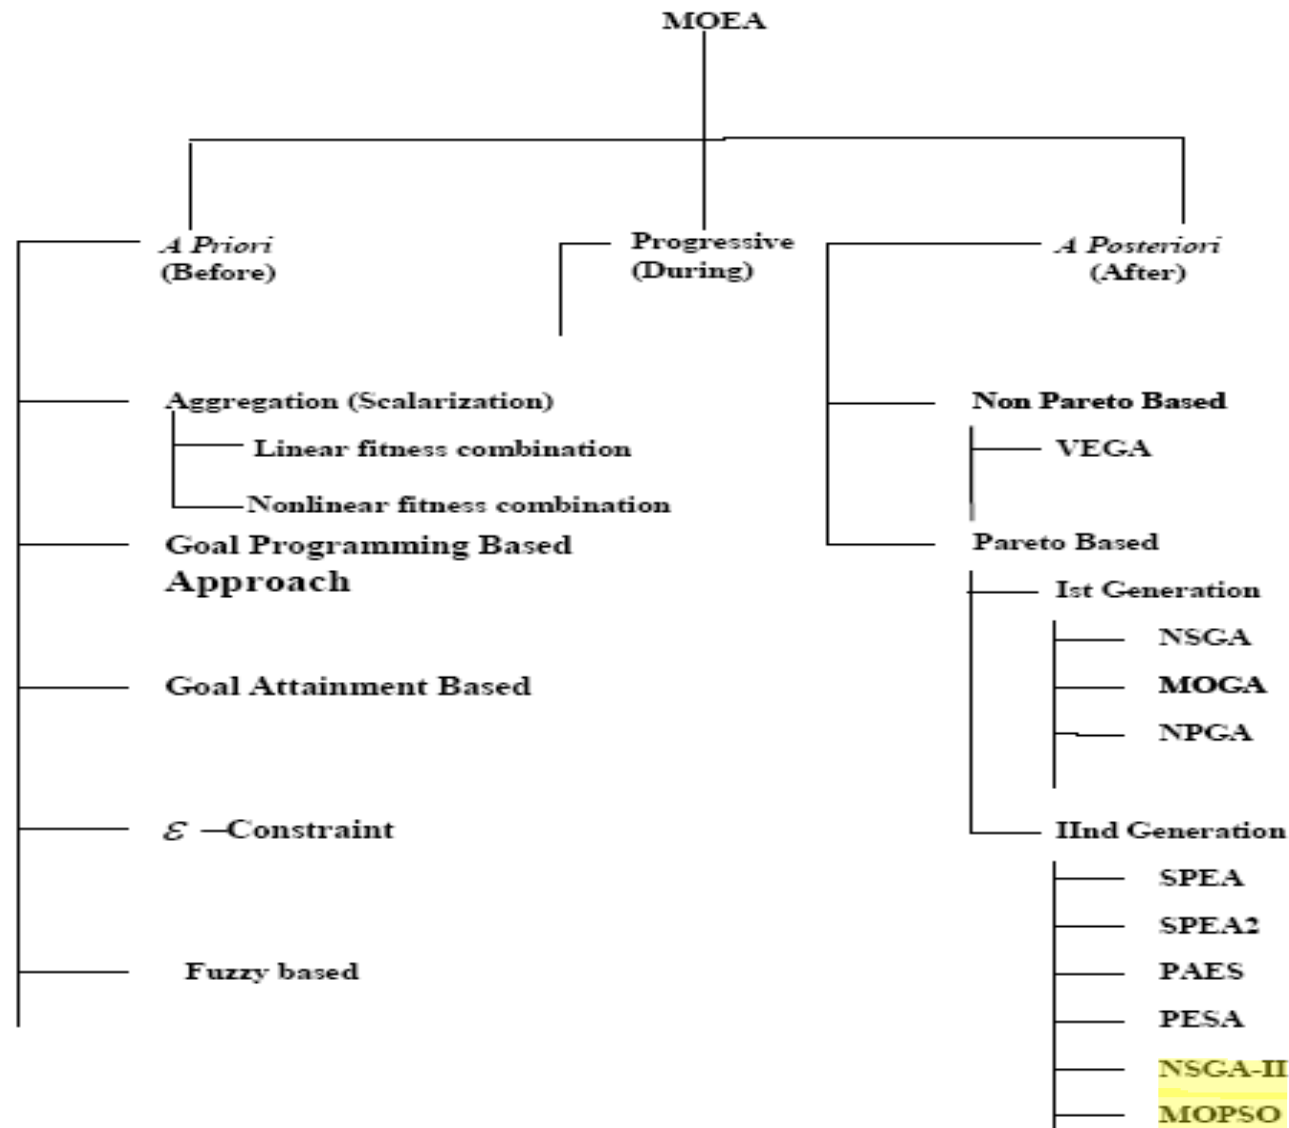 MOEA
A Priori
(Before)
Progressive
(During)
A Posteriori
(After)
Aggregation (Scalarization)
Linear fitness combination
Nonlinear fitness combination
Goal Programming Based
Approach
Goal Attainment Based
ε –Constraint
Fuzzy based
Non Pareto Based
VEGA
Pareto Based
Ist Generation
NSGA
MOGA
NPGA
IInd Generation
SPEA
SPEA2
PAES
PESA
NSGA-II
MOPSO